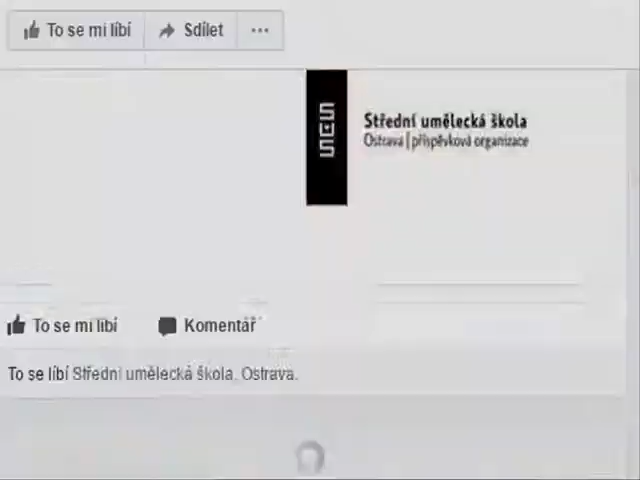 To se mi líbí Sdílet ...
Střední umělecká škola
Ostrava | příspěvková organizace
To se mi líbí Komentář
To se líbí Střední umělecká škola, Ostrava.